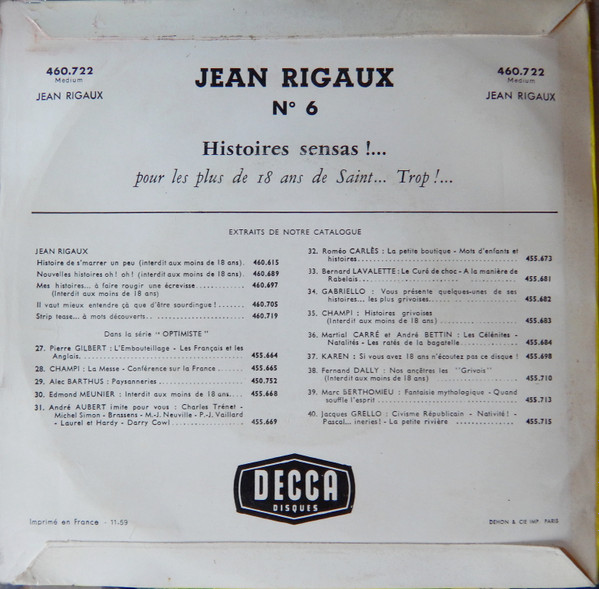 460.722
Medium
JEAN RIGAUX
JEAN RIGAUX
N° 6
460.722
Medium
JEAN RIGAUX
Histoires sensas !...
pour les plus de 18 ans de Saint... Trop !...
EXTRAITS DE NOTRE CATALOGUE
JEAN RIGAUX
Histoire de s'marrer un peu (interdit aux moins de 18 ans). 460.615
Nouvelles histoires oh ! oh ! (interdit aux moins de 18 ans). 460.689
Mes histoires... à faire rougir une écrevisse.............. 460.697
(Interdit aux moins de 18 ans)
Il vaut mieux entendre çà que d'être sourdingue !....... 460.705
Strip tease... à mots découverts...................... 460.719
Dans la série "OPTIMISTE"
27. Pierre GILBERT : L'Embouteillage - Les Français et les
Anglais.......................................... 455.664
28. CHAMPI : La Messe - Conférence sur la France...... 455.665
29. Alec BARTHUS : Paysanneries...................... 450.752
30. Edmond MEUNIER : Interdit aux moins de 18 ans.... 455.668
31. André AUBERT imite pour vous : Charles Trénet -
Michel Simon - Brassens - M.-J. Neuville - P.-J. Vaillard
- Laurel et Hardy - Darry Cowl.................... 455.669
32. Roméo CARLÈS : La petite boutique - Mots d'enfants et
histoires.......................................... 455.673
33. Bernard LAVALETTE : Le Curé de choc - A la manière de
Rabelais.......................................... 455.681
34. GABRIELLO : Vous présente quelques-unes de ses
histoires... les plus grivoises...................... 455.682
35. CHAMPI : Histoires grivoises
(Interdit aux moins de 18 ans) .................... 455.683
36. Martial CARRÉ et André BETTIN : Les Célénites -
Natalités - Les ratés de la bagatelle................ 455.684
37. KAREN : Si vous avez 18 ans n'écoutez pas ce disque ! 455.698
38. Fernand DALLY : Nos ancêtres les "Grivois"
(Interdit aux moins de 18 ans) .................... 455.710
39. Marc BERTHOMIEU : Fantaisie mythologique - Quand
souffle l'esprit.................................... 455.713
40. Jacques GRELLO : Civisme Républicain - Nativité ! -
Pascal... ineries! - La petite rivière ................ 455.715
DECCA
DISQUES
Imprimé en France - 11-59
DEHON & CIE IMP. PARIS